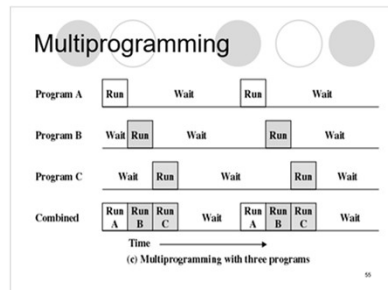 Multiprogramming
Program A Run Wait Run Wait
Program B Wait Run Wait Run Wait
Program C Wait Run Wait Run Wait
Combined Run A Run B Run C Wait Run A Run B Run C Wait
Time
(c) Multiprogramming with three programs
55